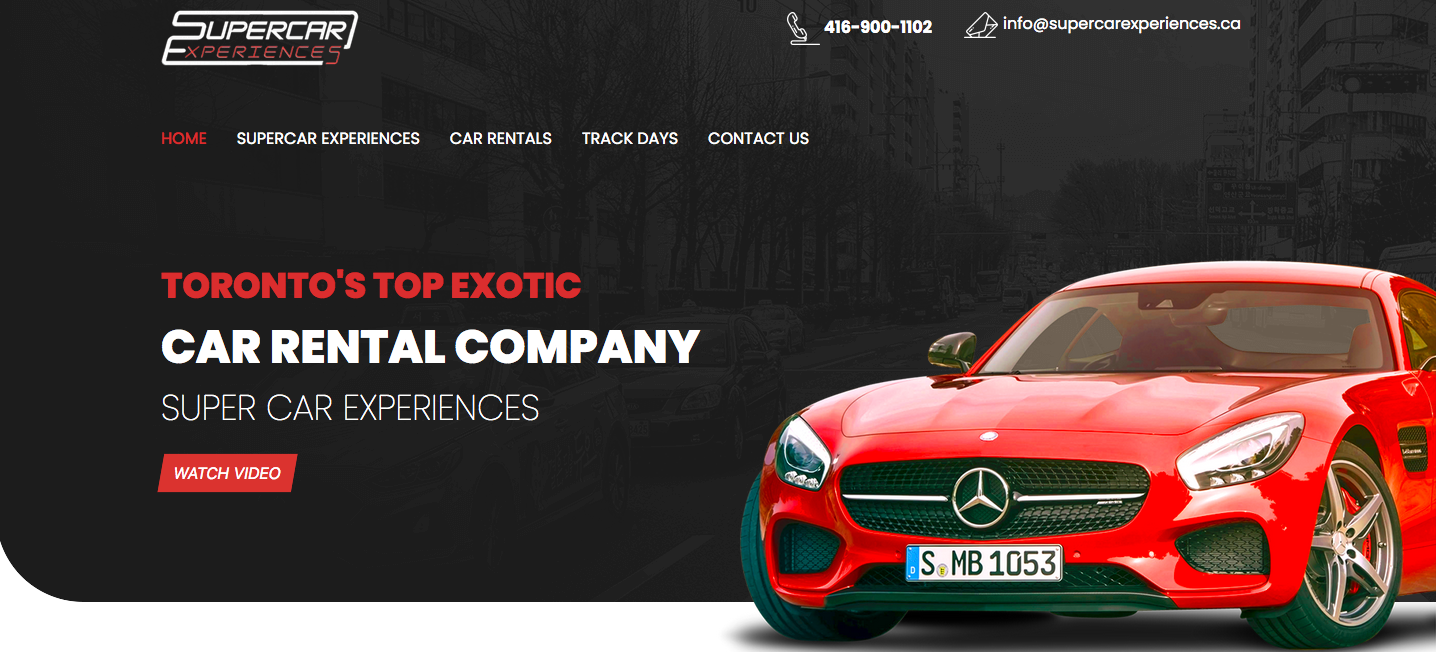 SUPERCAR
EXPERIENCES
416-900-1102
info@supercarexperiences.ca
HOME SUPERCAR EXPERIENCES CAR RENTALS TRACK DAYS CONTACT US
TORONTO'S TOP EXOTIC
CAR RENTAL COMPANY
SUPER CAR EXPERIENCES
WATCH VIDEO
D S MB 1053